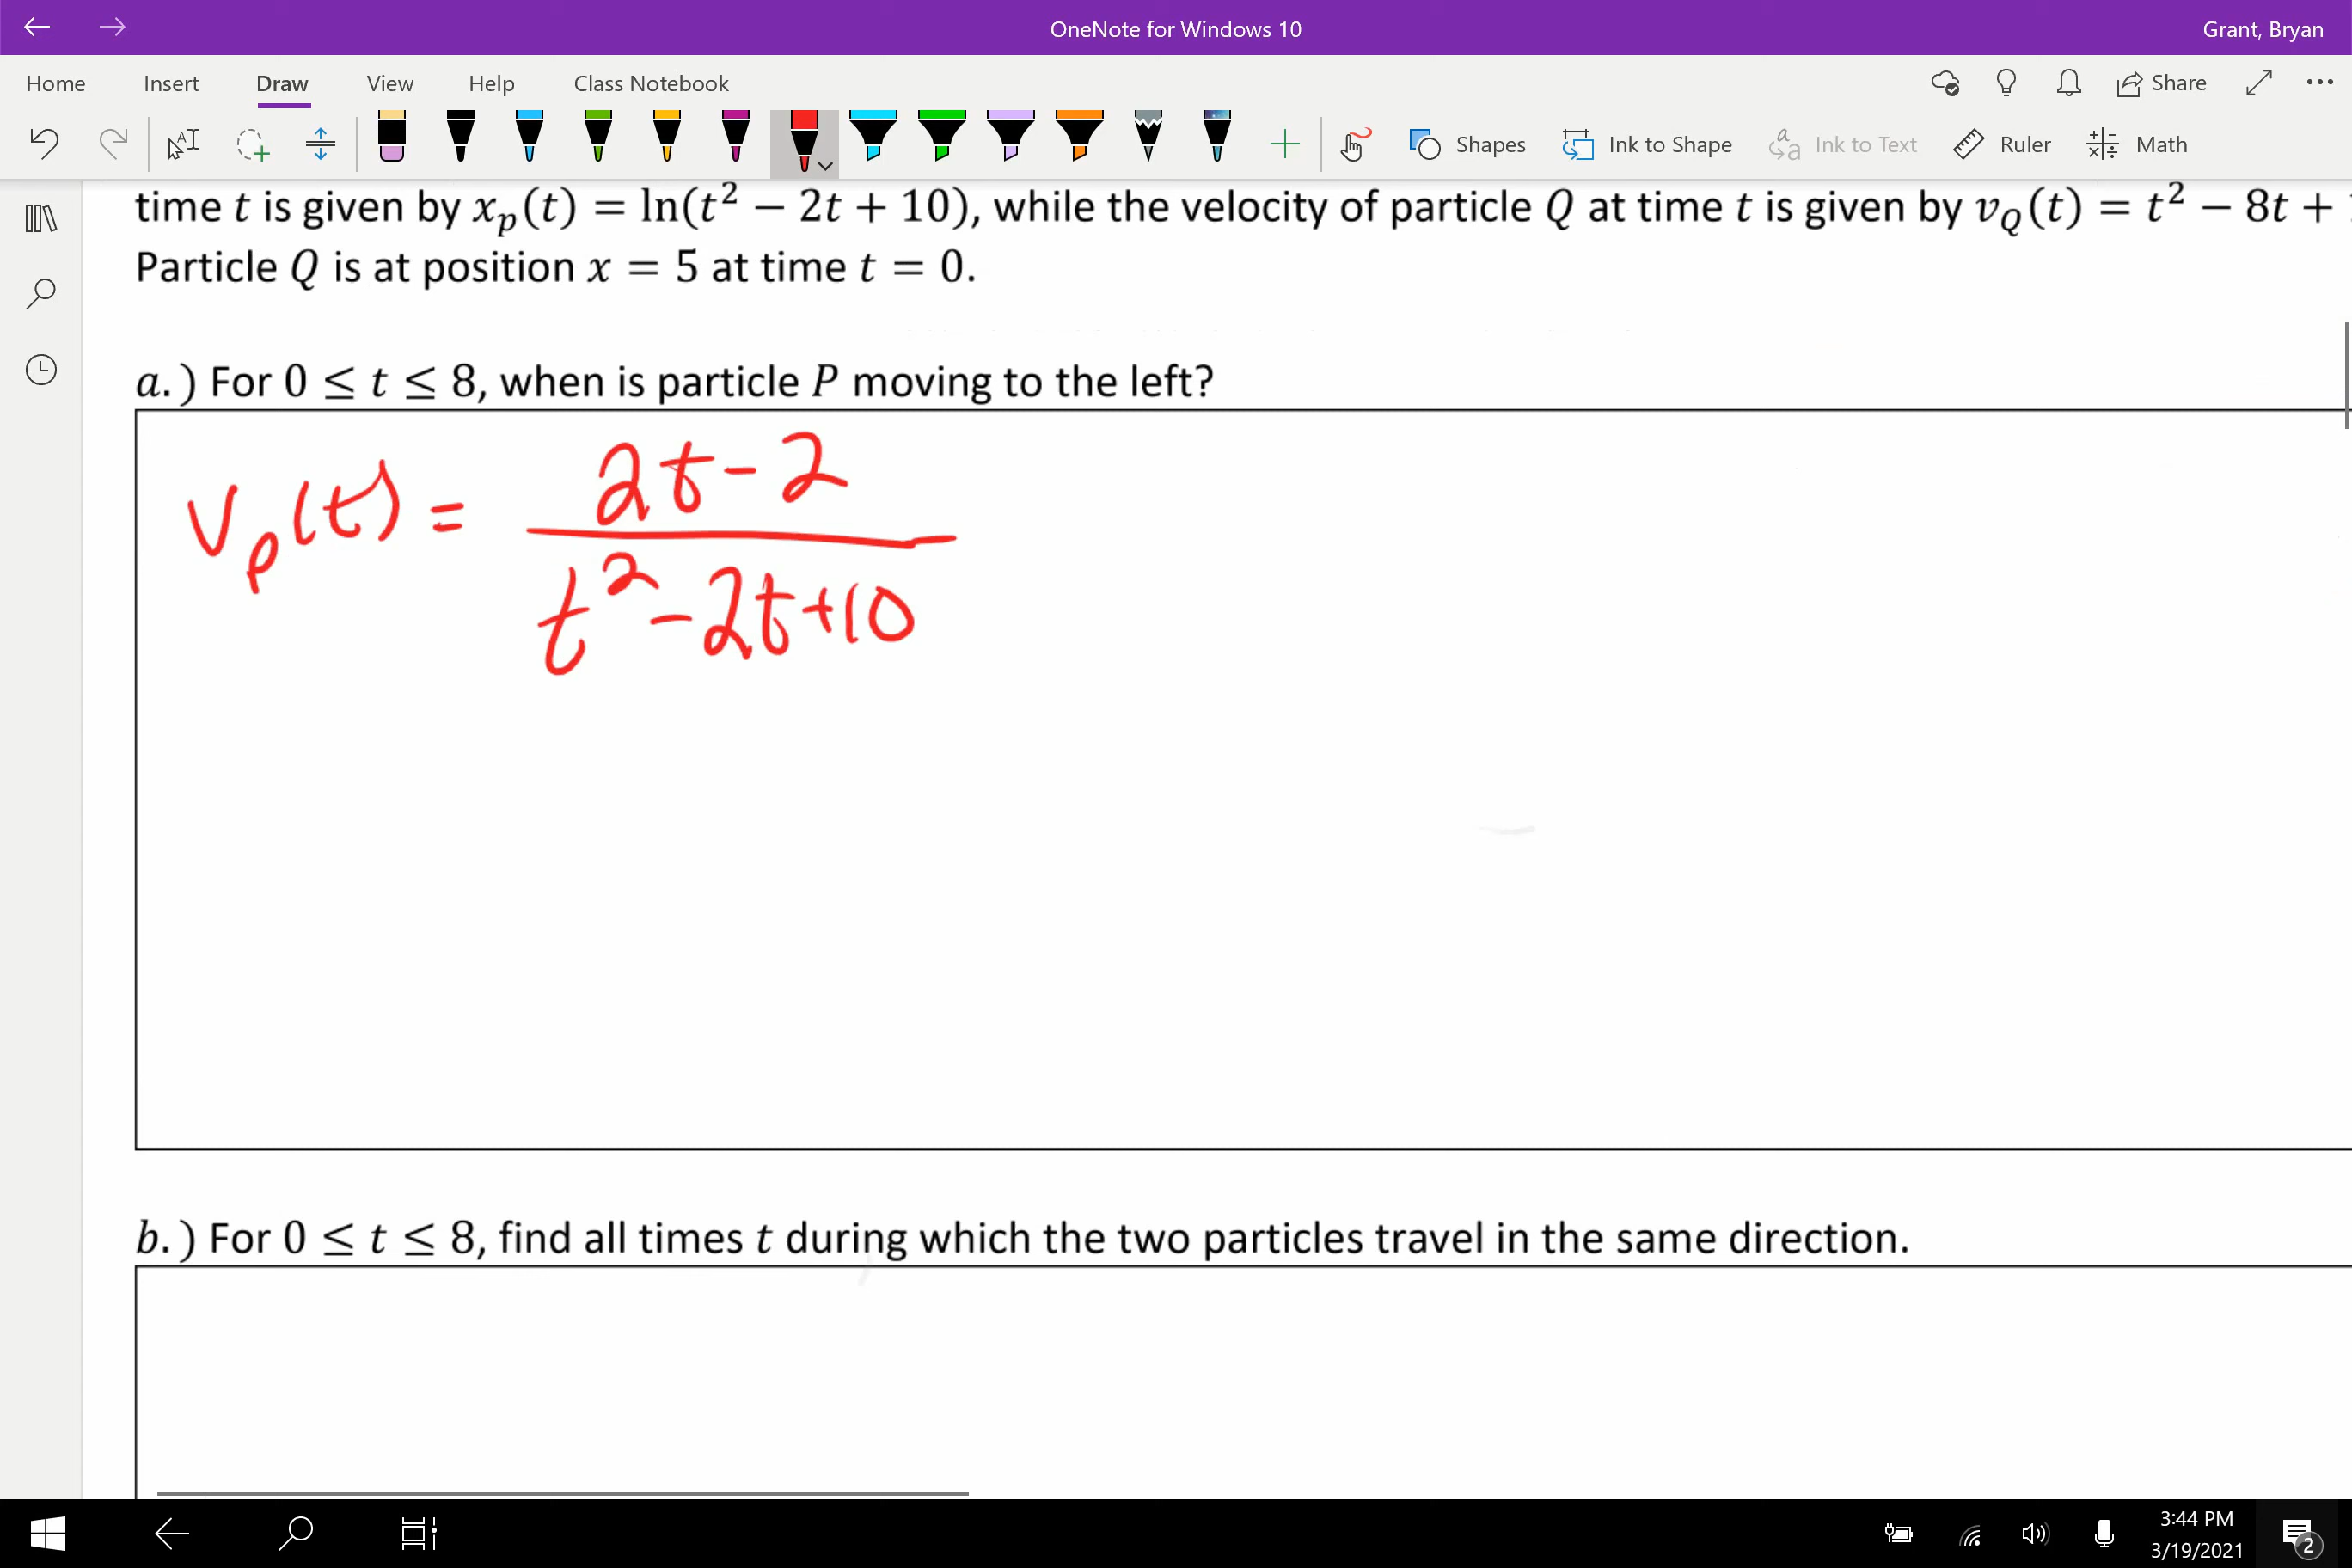 OneNote for Windows 10
Grant, Bryan
Home Insert Draw View Help Class Notebook Share
Shapes Ink to Shape Ink to Text Ruler Math
time t is given by xₚ(t) = ln(t² − 2t + 10), while the velocity of particle Q at time t is given by v_Q(t) = t² − 8t +
Particle Q is at position x = 5 at time t = 0.
a.) For 0 ≤ t ≤ 8, when is particle P moving to the left?
Vₚ(t) = (2t-2)/(t²-2t+10)
b.) For 0 ≤ t ≤ 8, find all times t during which the two particles travel in the same direction.
3:44 PM
3/19/2021
2